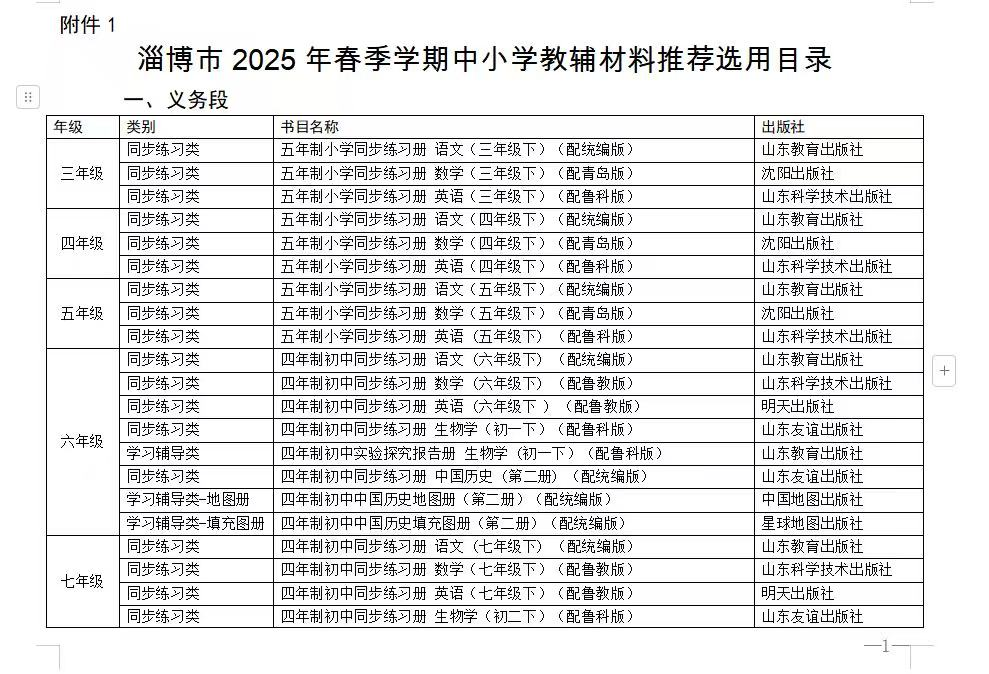 附件 1
淄博市 2025 年春季学期中小学教辅材料推荐选用目录
一、义务段
年级 类别 书目名称 出版社
三年级 同步练习类 五年制小学同步练习册 语文（三年级下）（配统编版） 山东教育出版社
同步练习类 五年制小学同步练习册 数学（三年级下）（配青岛版） 沈阳出版社
同步练习类 五年制小学同步练习册 英语（三年级下）（配鲁科版） 山东科学技术出版社
四年级 同步练习类 五年制小学同步练习册 语文（四年级下）（配统编版） 山东教育出版社
同步练习类 五年制小学同步练习册 数学（四年级下）（配青岛版） 沈阳出版社
同步练习类 五年制小学同步练习册 英语（四年级下）（配鲁科版） 山东科学技术出版社
五年级 同步练习类 五年制小学同步练习册 语文（五年级下）（配统编版） 山东教育出版社
同步练习类 五年制小学同步练习册 数学（五年级下）（配青岛版） 沈阳出版社
同步练习类 五年制小学同步练习册 英语 (五年级下) （配鲁科版） 山东科学技术出版社
六年级 同步练习类 四年制初中同步练习册 语文 (六年级下) （配统编版） 山东教育出版社
同步练习类 四年制初中同步练习册 数学 (六年级下) （配鲁教版） 山东科学技术出版社
同步练习类 四年制初中同步练习册 英语 (六年级下 ) （配鲁教版） 明天出版社
同步练习类 四年制初中同步练习册 生物学（初一下）（配鲁科版） 山东友谊出版社
学习辅导类 四年制初中实验探究报告册 生物学 (初一下) （配鲁科版） 山东教育出版社
同步练习类 四年制初中同步练习册 中国历史 (第二册) （配统编版） 山东友谊出版社
学习辅导类-地图册 四年制初中中国历史地图册（第二册）（配统编版） 中国地图出版社
学习辅导类-填充图册 四年制初中中国历史填充图册（第二册）（配统编版） 星球地图出版社
七年级 同步练习类 四年制初中同步练习册 语文 (七年级下) （配统编版） 山东教育出版社
同步练习类 四年制初中同步练习册 数学（七年级下）（配鲁教版） 山东科学技术出版社
同步练习类 四年制初中同步练习册 英语（七年级下）（配鲁教版） 明天出版社
同步练习类 四年制初中同步练习册 生物学（初二下）（配鲁科版） 山东友谊出版社
—1—